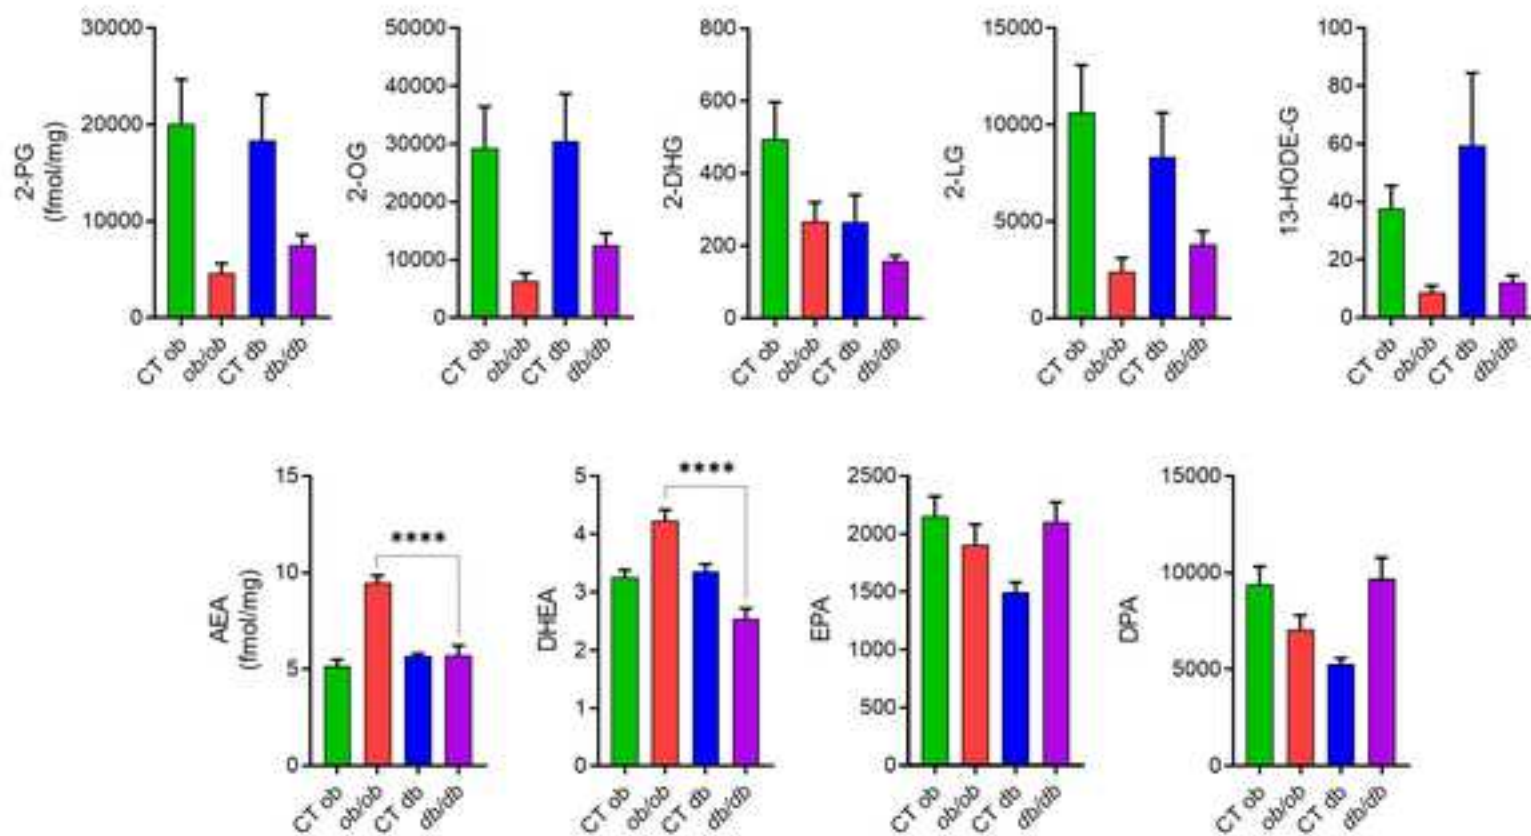 2-PG
(fmol/mg)
30000
20000
10000
0
CT ob
ob/ob
CT db
db/db
2-OG
50000
40000
30000
20000
10000
0
CT ob
ob/ob
CT db
db/db
2-DHG
800
600
400
200
0
CT ob
ob/ob
CT db
db/db
2-LG
15000
10000
5000
0
CT ob
ob/ob
CT db
db/db
13-HODE-G
100
80
60
40
20
0
CT ob
ob/ob
CT db
db/db
AEA
(fmol/mg)
15
10
5
0
****
CT ob
ob/ob
CT db
db/db
DHEA
5
4
3
2
1
0
****
CT ob
ob/ob
CT db
db/db
EPA
2500
2000
1500
1000
500
0
CT ob
ob/ob
CT db
db/db
DPA
15000
10000
5000
0
CT ob
ob/ob
CT db
db/db